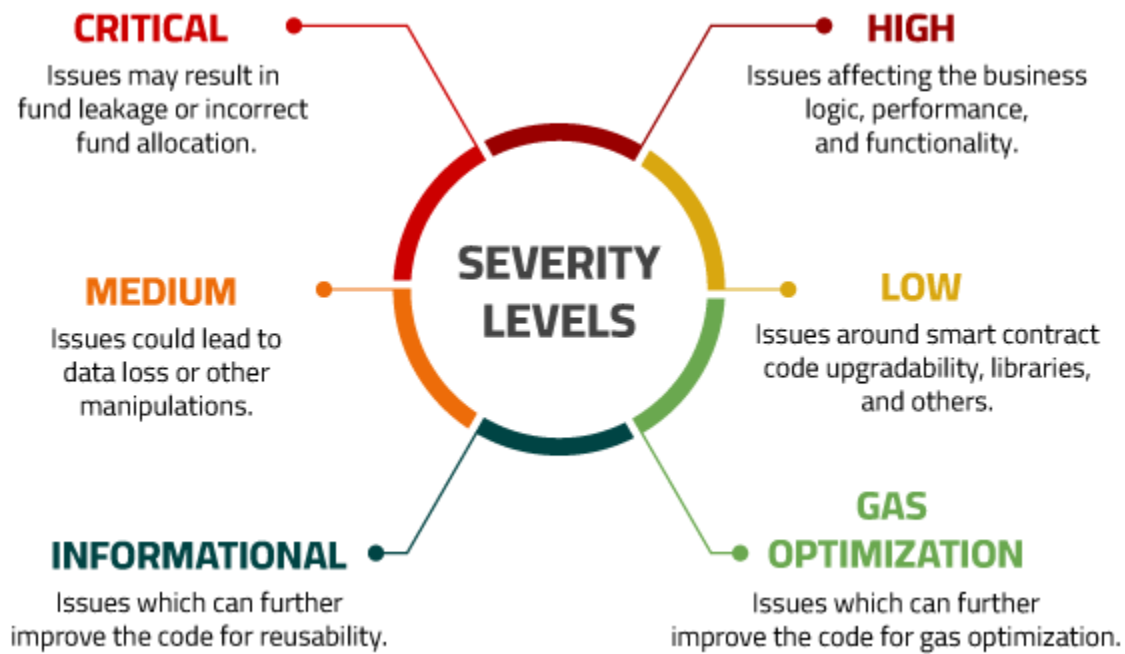 CRITICAL
Issues may result in
fund leakage or incorrect
fund allocation.
HIGH
Issues affecting the business
logic, performance,
and functionality.
SEVERITY
LEVELS
MEDIUM
Issues could lead to
data loss or other
manipulations.
LOW
Issues around smart contract
code upgradability, libraries,
and others.
INFORMATIONAL
Issues which can further
improve the code for reusability.
GAS
OPTIMIZATION
Issues which can further
improve the code for gas optimization.